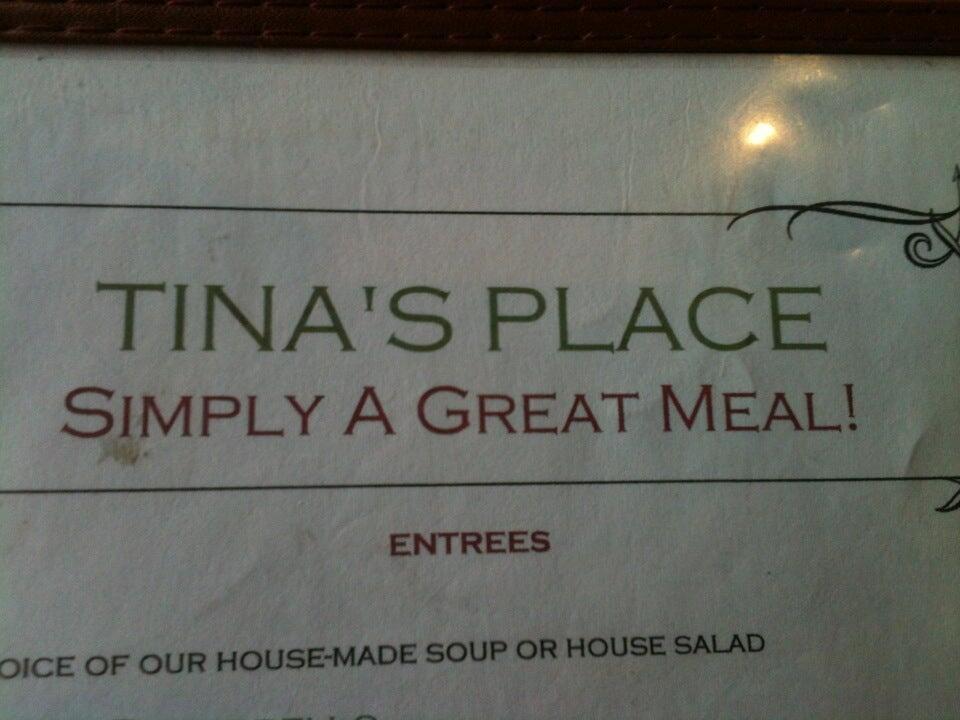 TINA'S PLACE
SIMPLY A GREAT MEAL!
ENTREES
OICE OF OUR HOUSE-MADE SOUP OR HOUSE SALAD